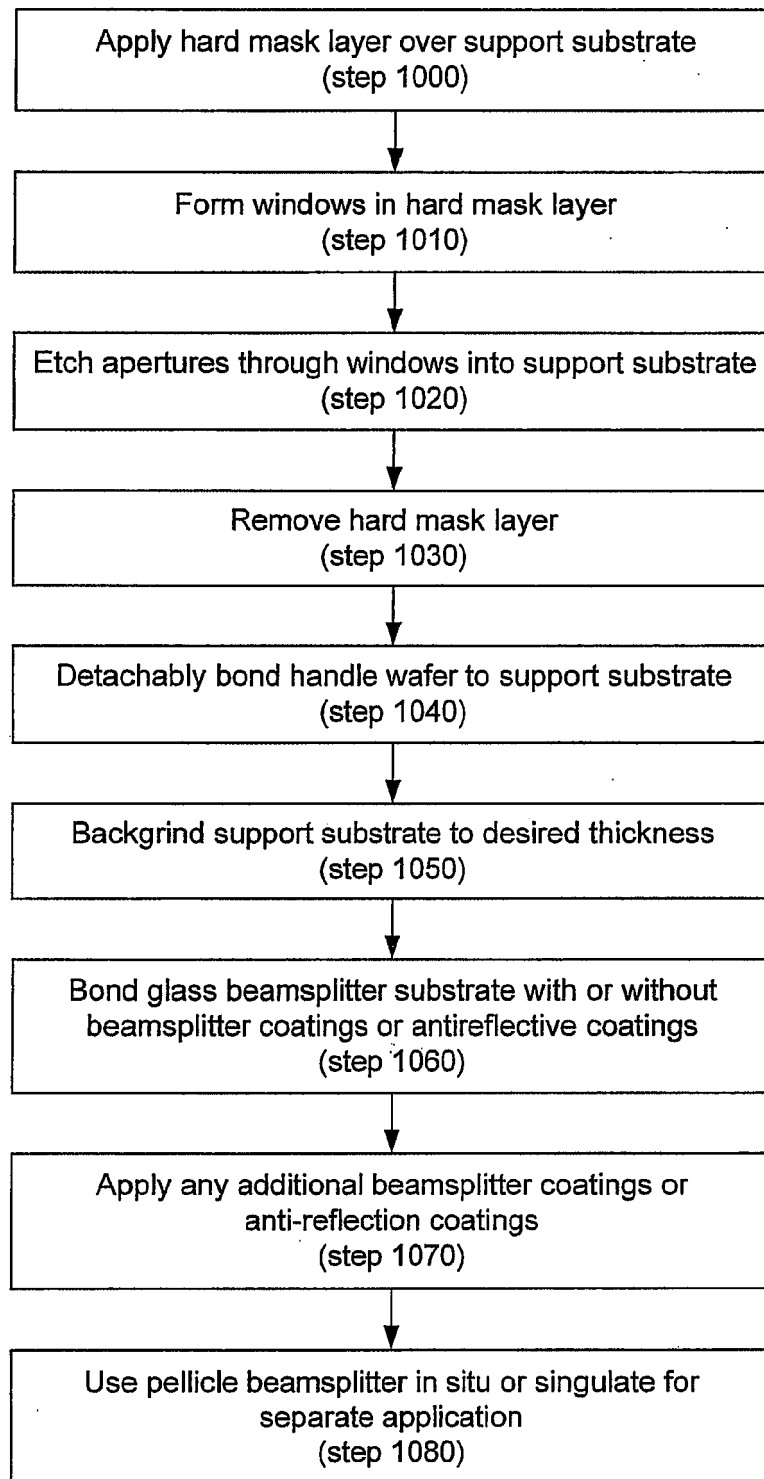 Apply hard mask layer over support substrate
(step 1000)
Form windows in hard mask layer
(step 1010)
Etch apertures through windows into support substrate
(step 1020)
Remove hard mask layer
(step 1030)
Detachably bond handle wafer to support substrate
(step 1040)
Backgrind support substrate to desired thickness
(step 1050)
Bond glass beamsplitter substrate with or without
beamsplitter coatings or antireflective coatings
(step 1060)
Apply any additional beamsplitter coatings or
anti-reflection coatings
(step 1070)
Use pellicle beamsplitter in situ or singulate for
separate application
(step 1080)